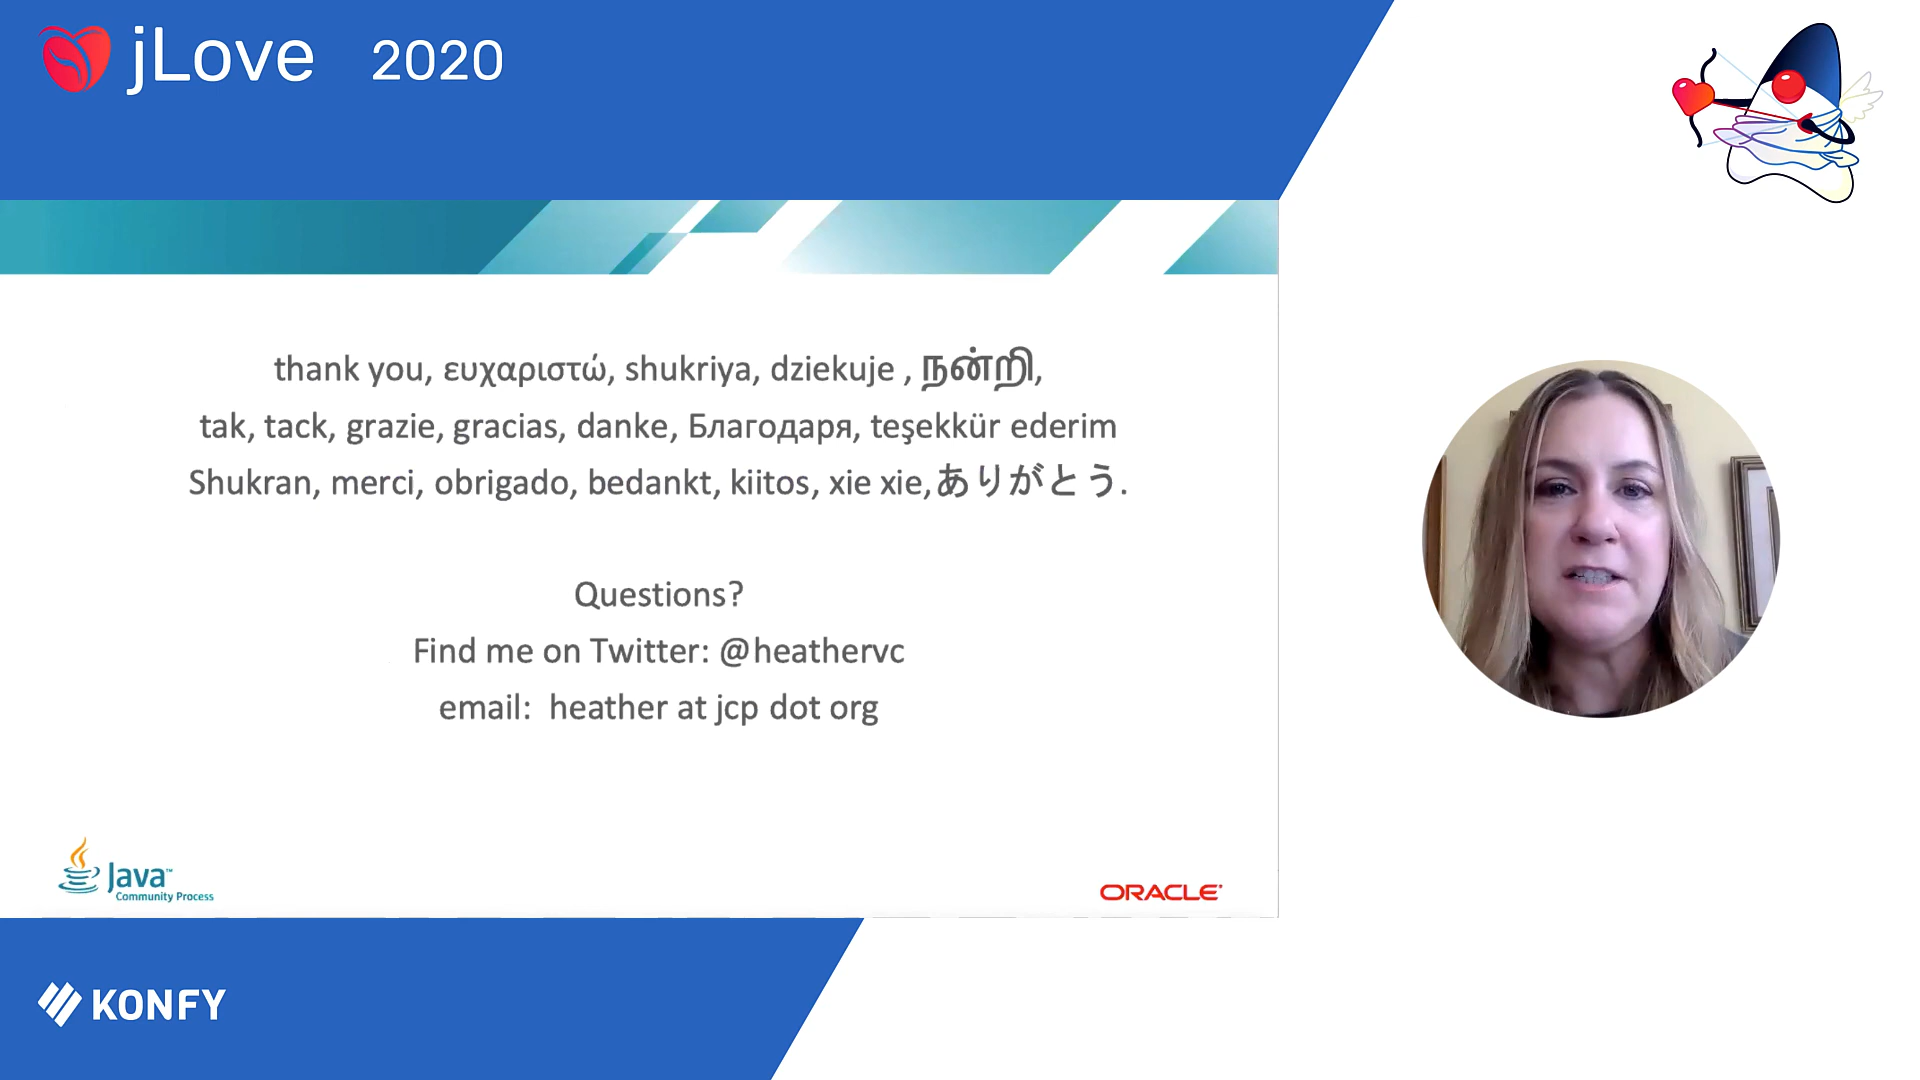 jLove 2020
thank you, ευχαριστώ, shukriya, dziekuje , நன்றி,
tak, tack, grazie, gracias, danke, Благодаря, teşekkür ederim
Shukran, merci, obrigado, bedankt, kiitos, xie xie,ありがとう.
Questions?
Find me on Twitter: @heathervc
email:  heather at jcp dot org
Java™
Community Process
ORACLE
KONFY